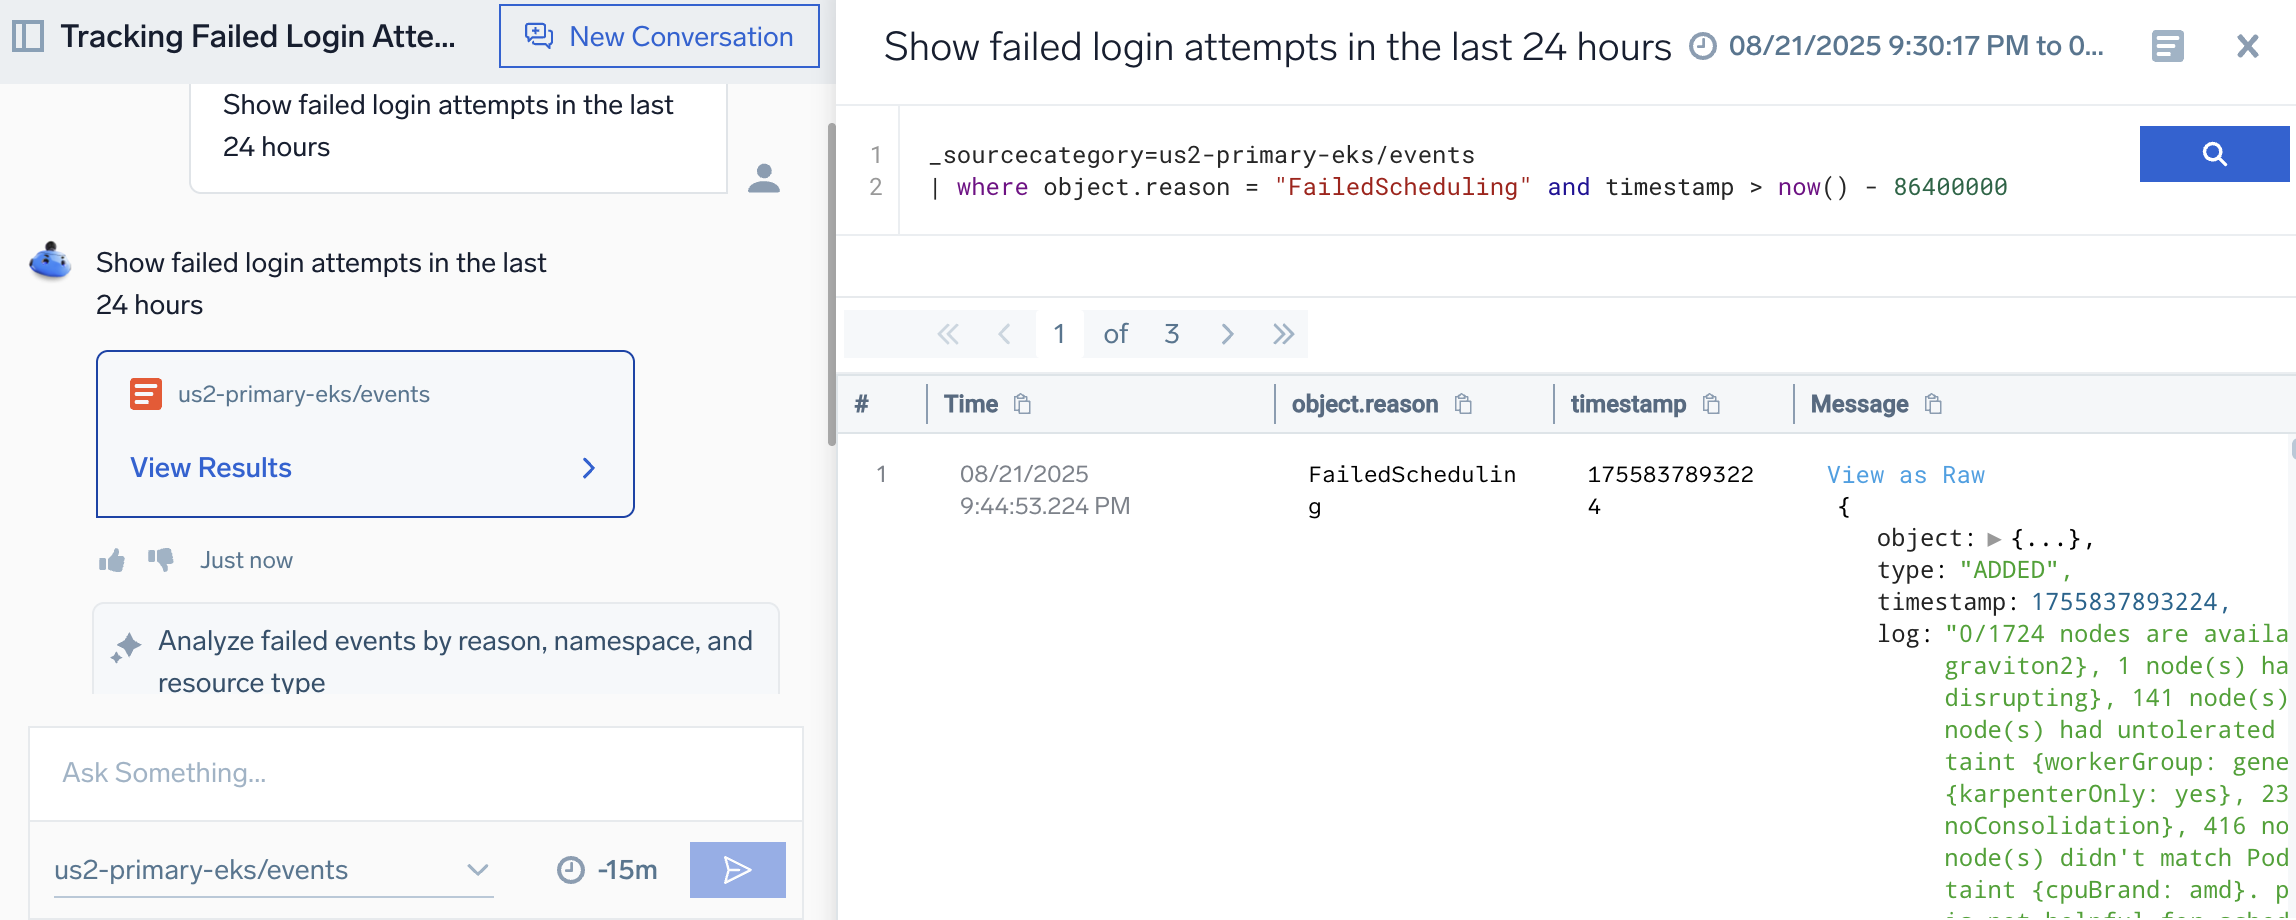 Tracking Failed Login Atte...
New Conversation
Show failed login attempts in the last
24 hours
Show failed login attempts in the last
24 hours
us2-primary-eks/events
View Results
Just now
Analyze failed events by reason, namespace, and
resource type
Ask Something...
us2-primary-eks/events
-15m
Show failed login attempts in the last 24 hours
08/21/2025 9:30:17 PM to 0...
1 _sourcecategory=us2-primary-eks/events
2 | where object.reason = "FailedScheduling" and timestamp > now() - 86400000
1 of 3
# Time object.reason timestamp Message
1 08/21/2025 FailedSchedulin 175583789322 View as Raw
9:44:53.224 PM g 4 {
object: {...},
type: "ADDED",
timestamp: 1755837893224,
log: "0/1724 nodes are availa
graviton2}, 1 node(s) ha
disrupting}, 141 node(s)
node(s) had untolerated
taint {workerGroup: gene
{karpenterOnly: yes}, 23
noConsolidation}, 416 no
node(s) didn't match Pod
taint {cpuBrand: amd}. p